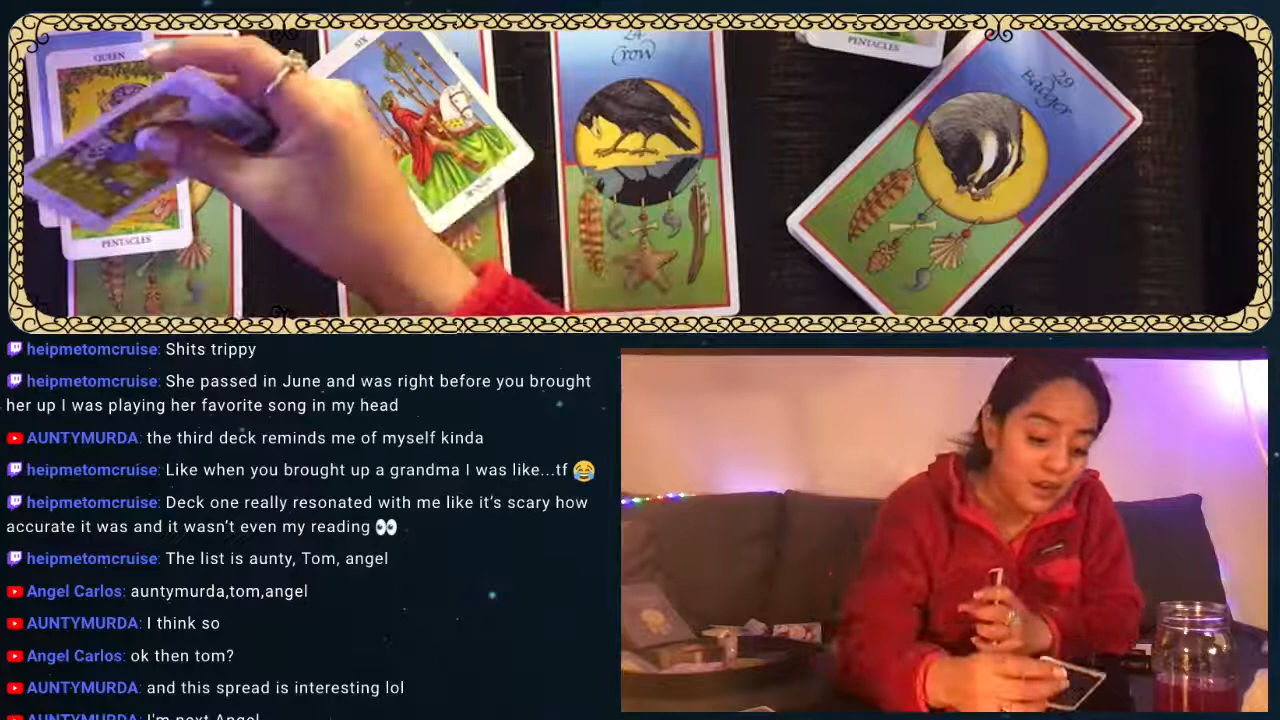 QUEEN
PENTACLES
SIX
24
Crow
PENTACLES
29
Badger
heipmetomcruise: Shits trippy
heipmetomcruise: She passed in June and was right before you brought
her up I was playing her favorite song in my head
AUNTYMURDA: the third deck reminds me of myself kinda
heipmetomcruise: Like when you brought up a grandma I was like...tf 😂
heipmetomcruise: Deck one really resonated with me like it’s scary how
accurate it was and it wasn’t even my reading 👀
heipmetomcruise: The list is aunty, Tom, angel
Angel Carlos: auntymurda,tom,angel
AUNTYMURDA: I think so
Angel Carlos: ok then tom?
AUNTYMURDA: and this spread is interesting lol
AUNTYMURDA: I'm next Angel